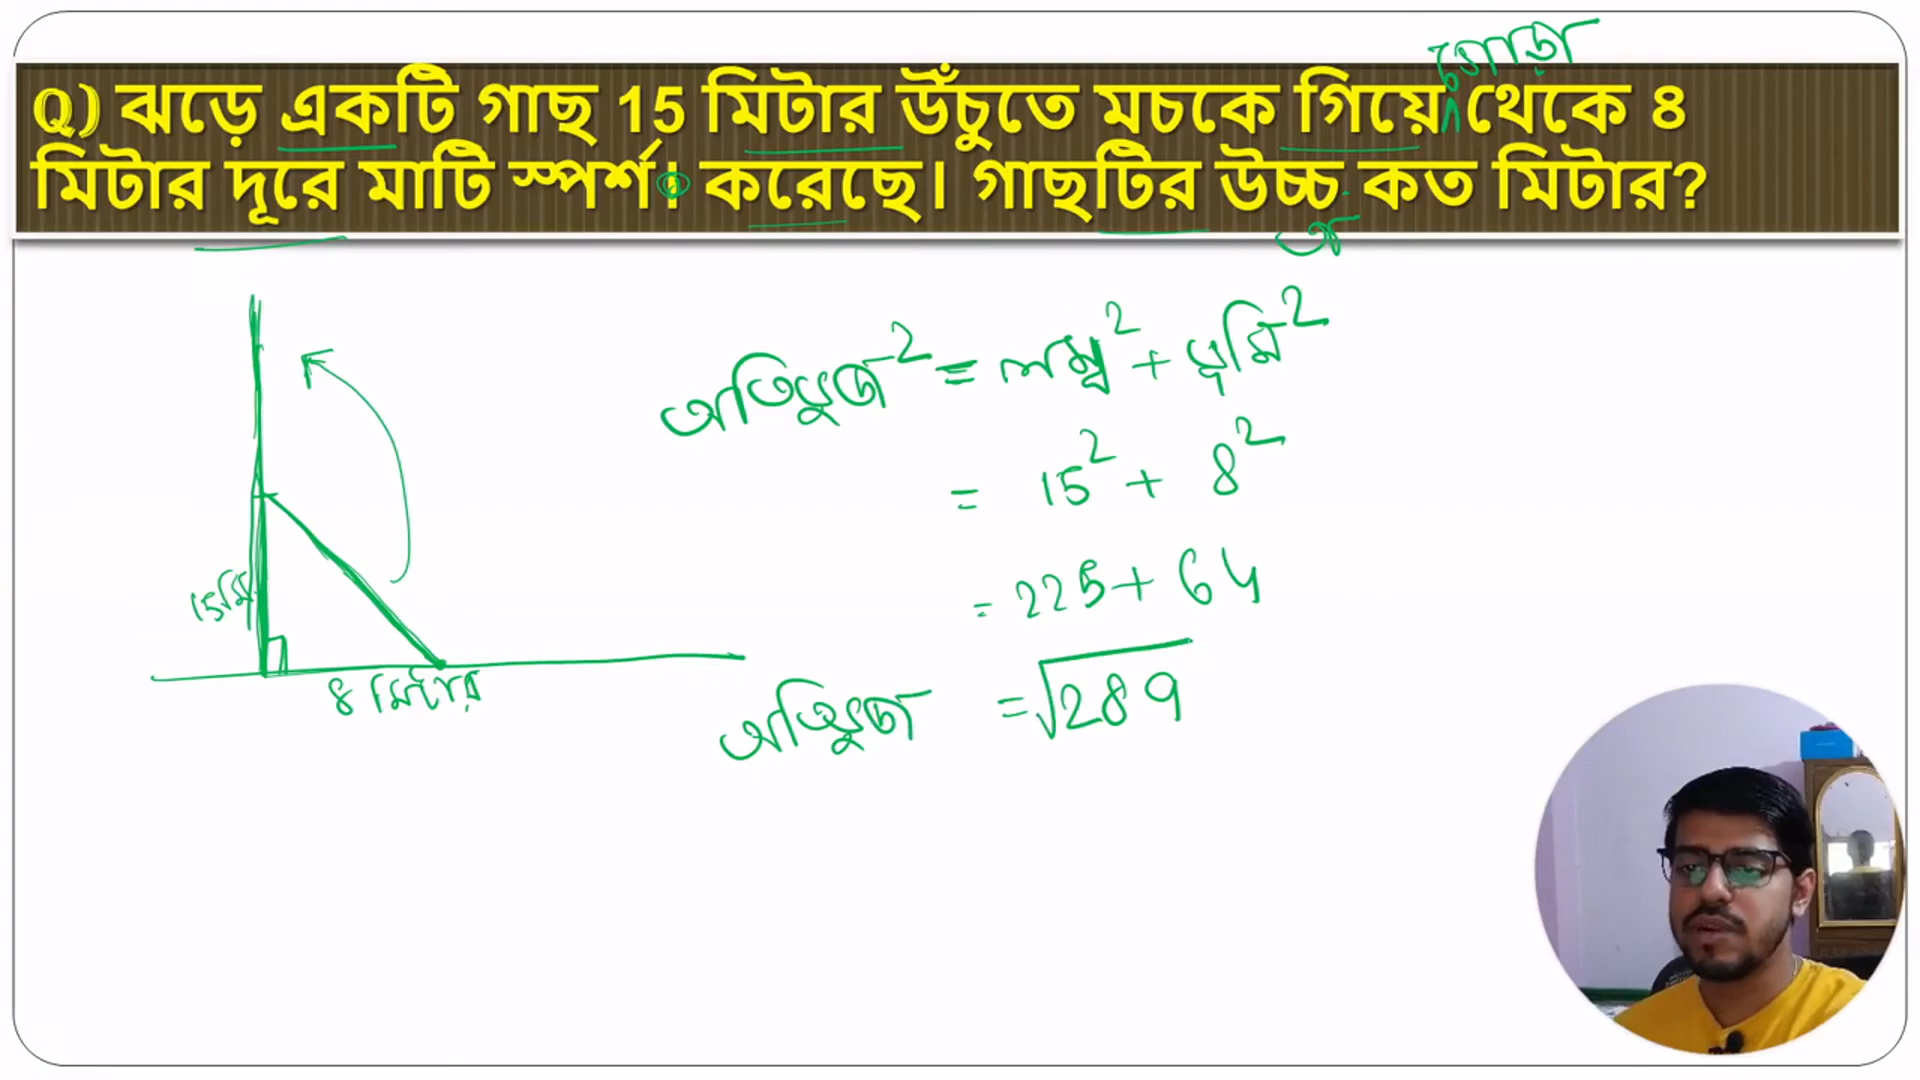 গোড়া
Q) ঝড়ে একটি গাছ 15 মিটার উঁচুতে মচকে গিয়ে থেকে ৪
মিটার দূরে মাটি স্পর্শ। করেছে। গাছটির উচ্চ কত মিটার?
তা
অতিভুজ² = লম্ব² + ভূমি²
= 15² + 8²
= 225 + 64
অতিভুজ = √289
15মি
8 মিটার